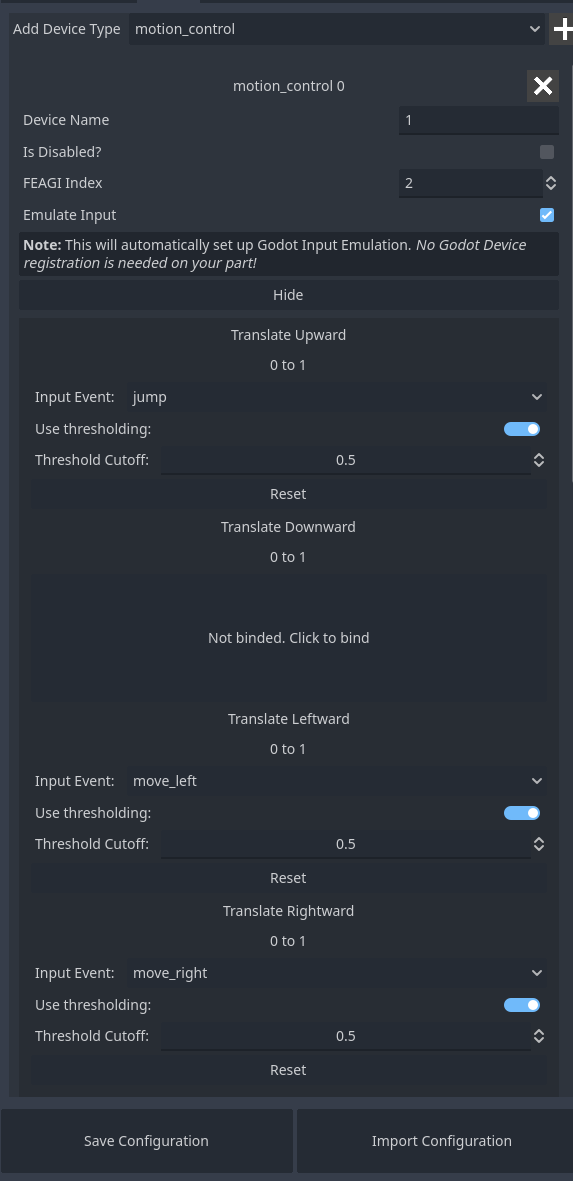 Add Device Type motion_control
motion_control 0
Device Name 1
Is Disabled?
FEAGI Index 2
Emulate Input
Note: This will automatically set up Godot Input Emulation. No Godot Device
registration is needed on your part!
Hide
Translate Upward
0 to 1
Input Event: jump
Use thresholding:
Threshold Cutoff: 0.5
Reset
Translate Downward
0 to 1
Not binded. Click to bind
Translate Leftward
0 to 1
Input Event: move_left
Use thresholding:
Threshold Cutoff: 0.5
Reset
Translate Rightward
0 to 1
Input Event: move_right
Use thresholding:
Threshold Cutoff: 0.5
Reset
Save Configuration Import Configuration